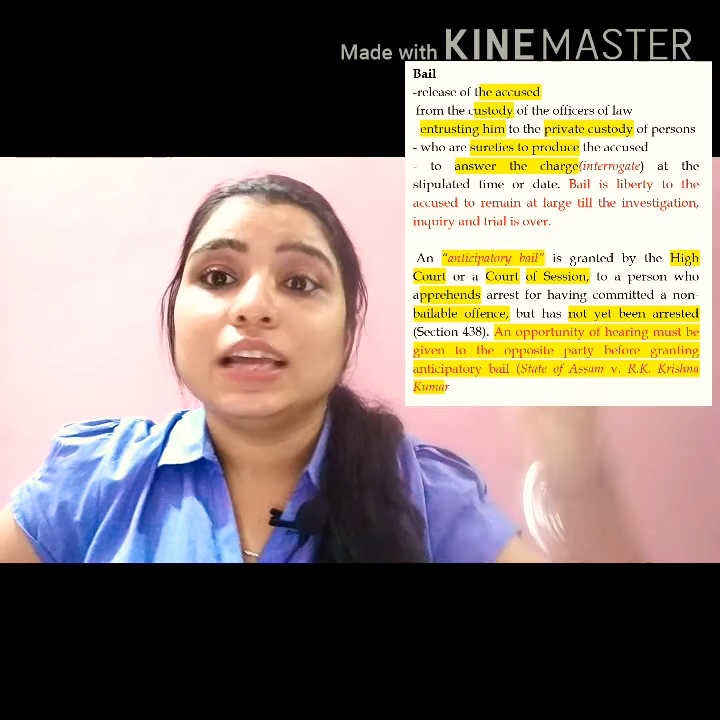 Made with KINEMASTER
Bail
-release of the accused
from the custody of the officers of law
entrusting him to the private custody of persons
- who are sureties to produce the accused
- to answer the charge(interrogate) at the
stipulated time or date. Bail is liberty to the
accused to remain at large till the investigation,
inquiry and trial is over.
An "anticipatory bail" is granted by the High
Court or a Court of Session, to a person who
apprehends arrest for having committed a non-
bailable offence, but has not yet been arrested
(Section 438). An opportunity of hearing must be
given to the opposite party before granting
anticipatory bail (State of Assam v. R.K. Krishna
Kumar